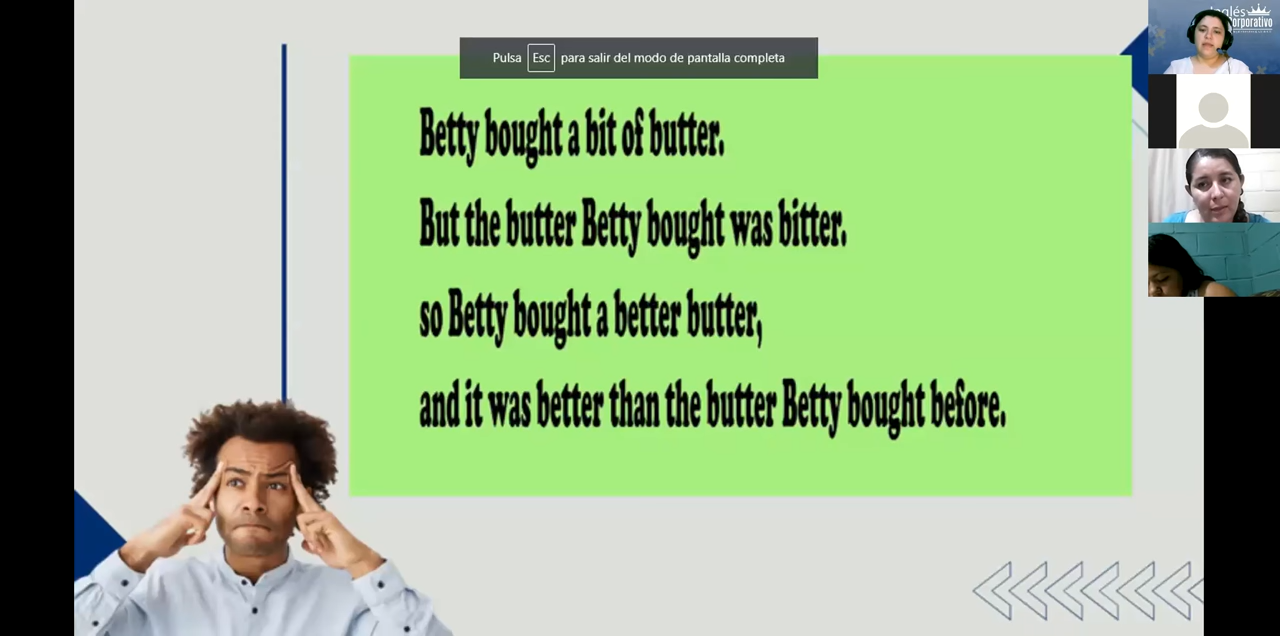 Pulsa Esc para salir del modo de pantalla completa
Betty bought a bit of butter.
But the butter Betty bought was bitter.
so Betty bought a better butter,
and it was better than the butter Betty bought before.